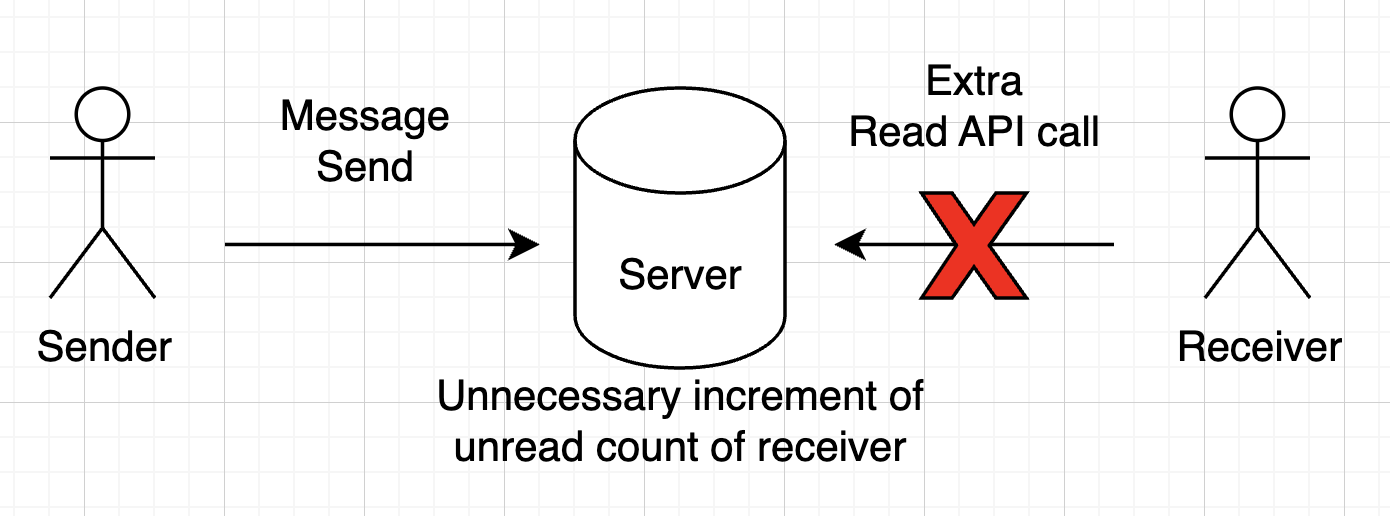 Message
Send
Extra
Read API call
Server
Sender
Receiver
Unnecessary increment of
unread count of receiver